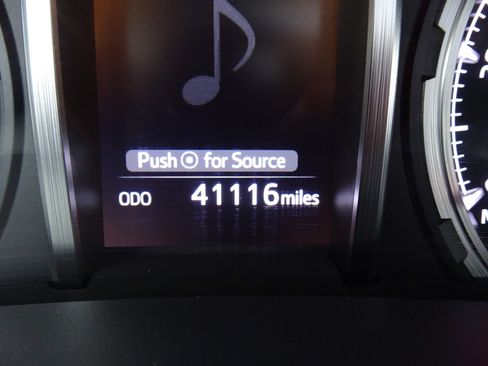 Push ⦿ for Source
ODO 41116 miles